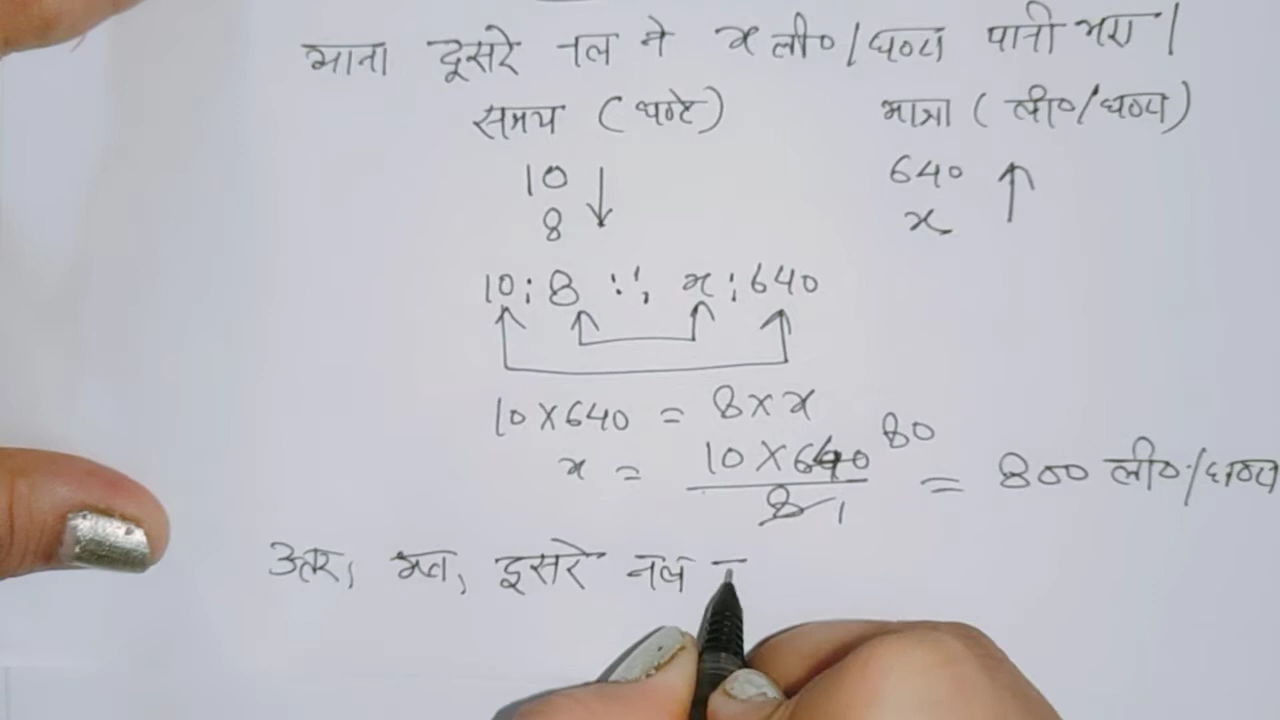 माना दूसरे नल ने x ली०/घण्टा पानी भरा।
समय (घण्टे) मात्रा (ली०/घण्टा)
10 ↓ 640 ↑
8 x
10 : 8 :: x : 640
10 X 640 = 8 x x
x = 10 X 640 80 / 8 1 = 800 ली०/घण्टा
उत्तर, दूसरे नल